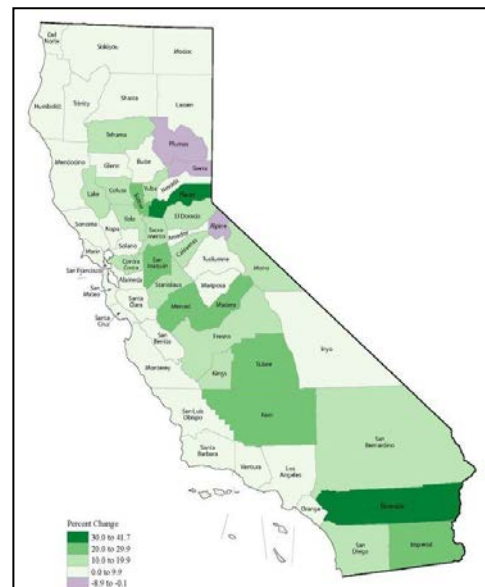 Del
Norte
Siskiyou
Modoc
Humboldt
Trinity
Shasta
Lassen
Tehama
Plumas
Mendocino
Glenn
Butte
Sierra
Lake
Colusa
Yuba
Nevada
Placer
Sonoma
Napa
Yolo
El Dorado
Sacra-
mento
Amador
Alpine
Marin
Solano
Calaveras
San Francisco
Contra
Costa
San
Joaquin
Tuolumne
Mono
San
Mateo
Alameda
Santa
Clara
Stanislaus
Mariposa
Santa
Cruz
Merced
Madera
San
Benito
Fresno
Inyo
Monterey
Kings
Tulare
San Luis
Obispo
Kern
San
Bernardino
Santa
Barbara
Ventura
Los
Angeles
Orange
Riverside
San
Diego
Imperial
Percent Change
30.0 to 41.7
20.0 to 29.9
10.0 to 19.9
0.0 to 9.9
-8.9 to -0.1